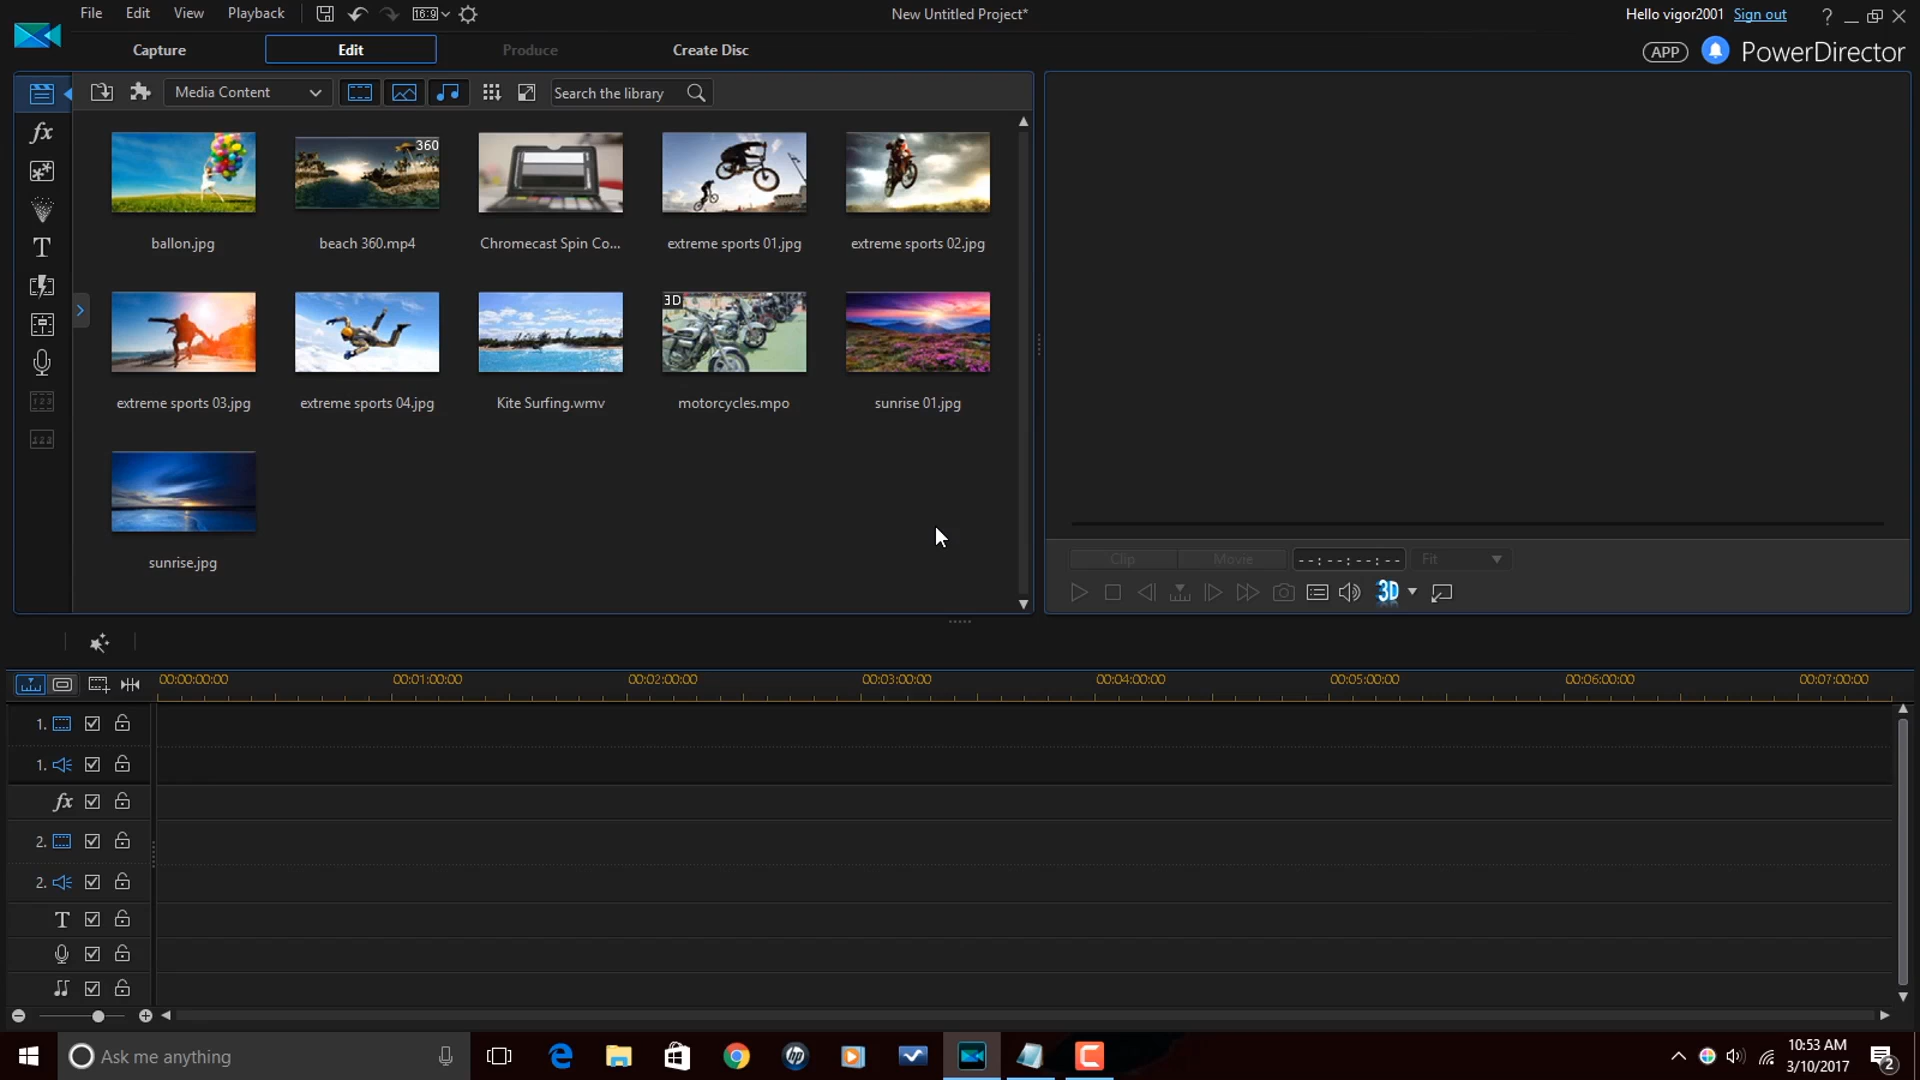 File Edit View Playback 16:9 New Untitled Project* Hello vigor2001 Sign out ?
Capture Edit Produce Create Disc APP PowerDirector
Media Content Search the library
fx
T
360
ballon.jpg beach 360.mp4 Chromecast Spin Co... extreme sports 01.jpg extreme sports 02.jpg
3D
extreme sports 03.jpg extreme sports 04.jpg Kite Surfing.wmv motorcycles.mpo sunrise 01.jpg
sunrise.jpg
Clip Movie --:--:--:-- Fit
3D
00:00:00:00 00:01:00:00 00:02:00:00 00:03:00:00 00:04:00:00 00:05:00:00 00:06:00:00 00:07:00:00
1.
1.
fx
2.
2.
T
Ask me anything hp 10:53 AM
3/10/2017 2